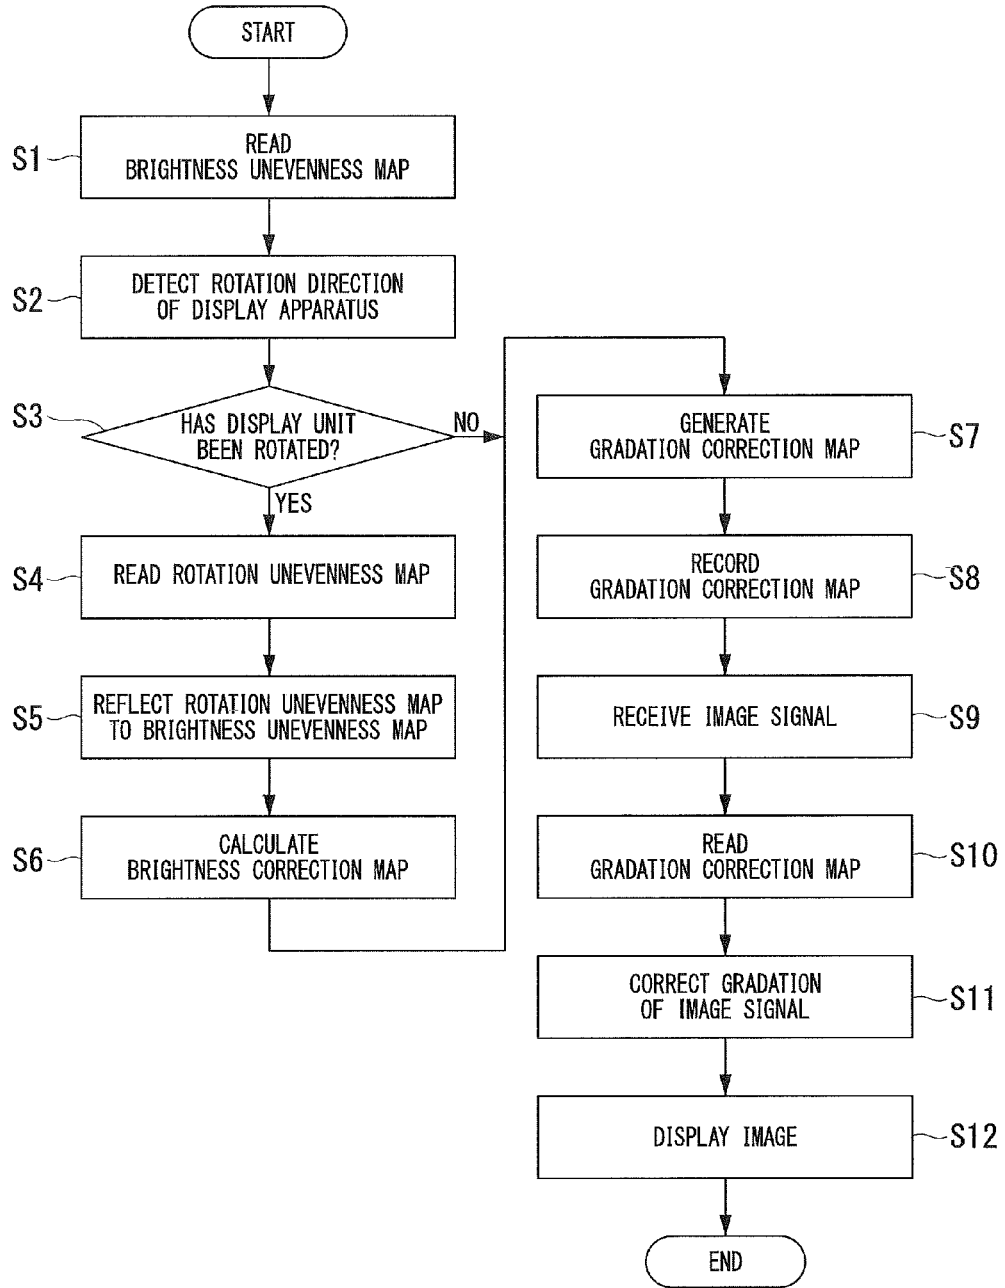 START
S1
READ
BRIGHTNESS UNEVENNESS MAP
S2
DETECT ROTATION DIRECTION
OF DISPLAY APPARATUS
S3
HAS DISPLAY UNIT
BEEN ROTATED?
NO
YES
S4
READ ROTATION UNEVENNESS MAP
S5
REFLECT ROTATION UNEVENNESS MAP
TO BRIGHTNESS UNEVENNESS MAP
S6
CALCULATE
BRIGHTNESS CORRECTION MAP
GENERATE
GRADATION CORRECTION MAP
S7
RECORD
GRADATION CORRECTION MAP
S8
RECEIVE IMAGE SIGNAL
S9
READ
GRADATION CORRECTION MAP
S10
CORRECT GRADATION
OF IMAGE SIGNAL
S11
DISPLAY IMAGE
S12
END